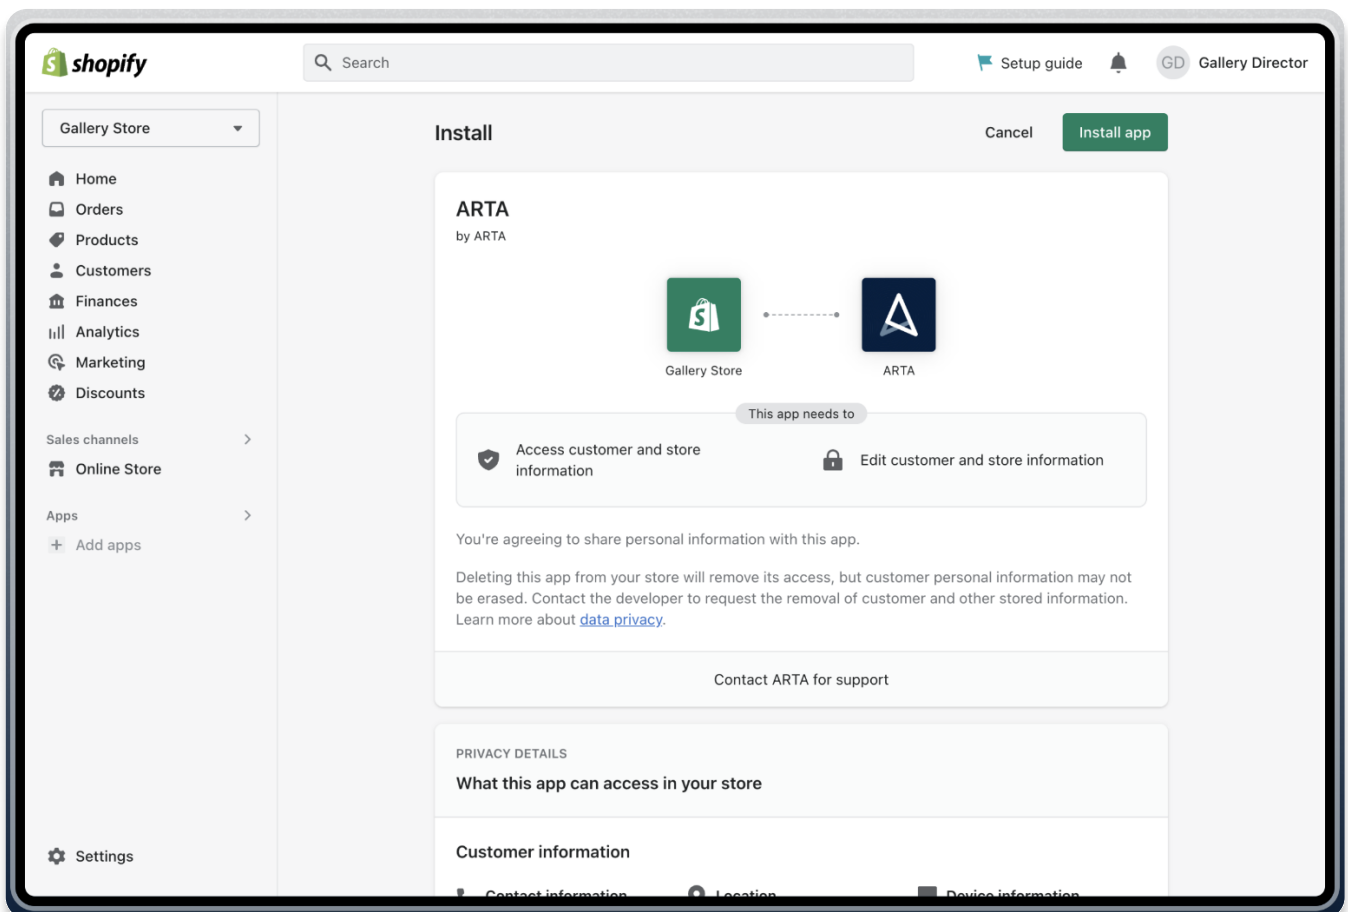 shopify
Search
Setup guide
GD
Gallery Director
Gallery Store
Home
Orders
Products
Customers
Finances
Analytics
Marketing
Discounts
Sales channels
Online Store
Apps
Add apps
Settings
Install
Cancel
Install app
ARTA
by ARTA
Gallery Store
ARTA
This app needs to
Access customer and store
information
Edit customer and store information
You're agreeing to share personal information with this app.
Deleting this app from your store will remove its access, but customer personal information may not
be erased. Contact the developer to request the removal of customer and other stored information.
Learn more about data privacy.
Contact ARTA for support
PRIVACY DETAILS
What this app can access in your store
Customer information
Contact information
Location
Device information